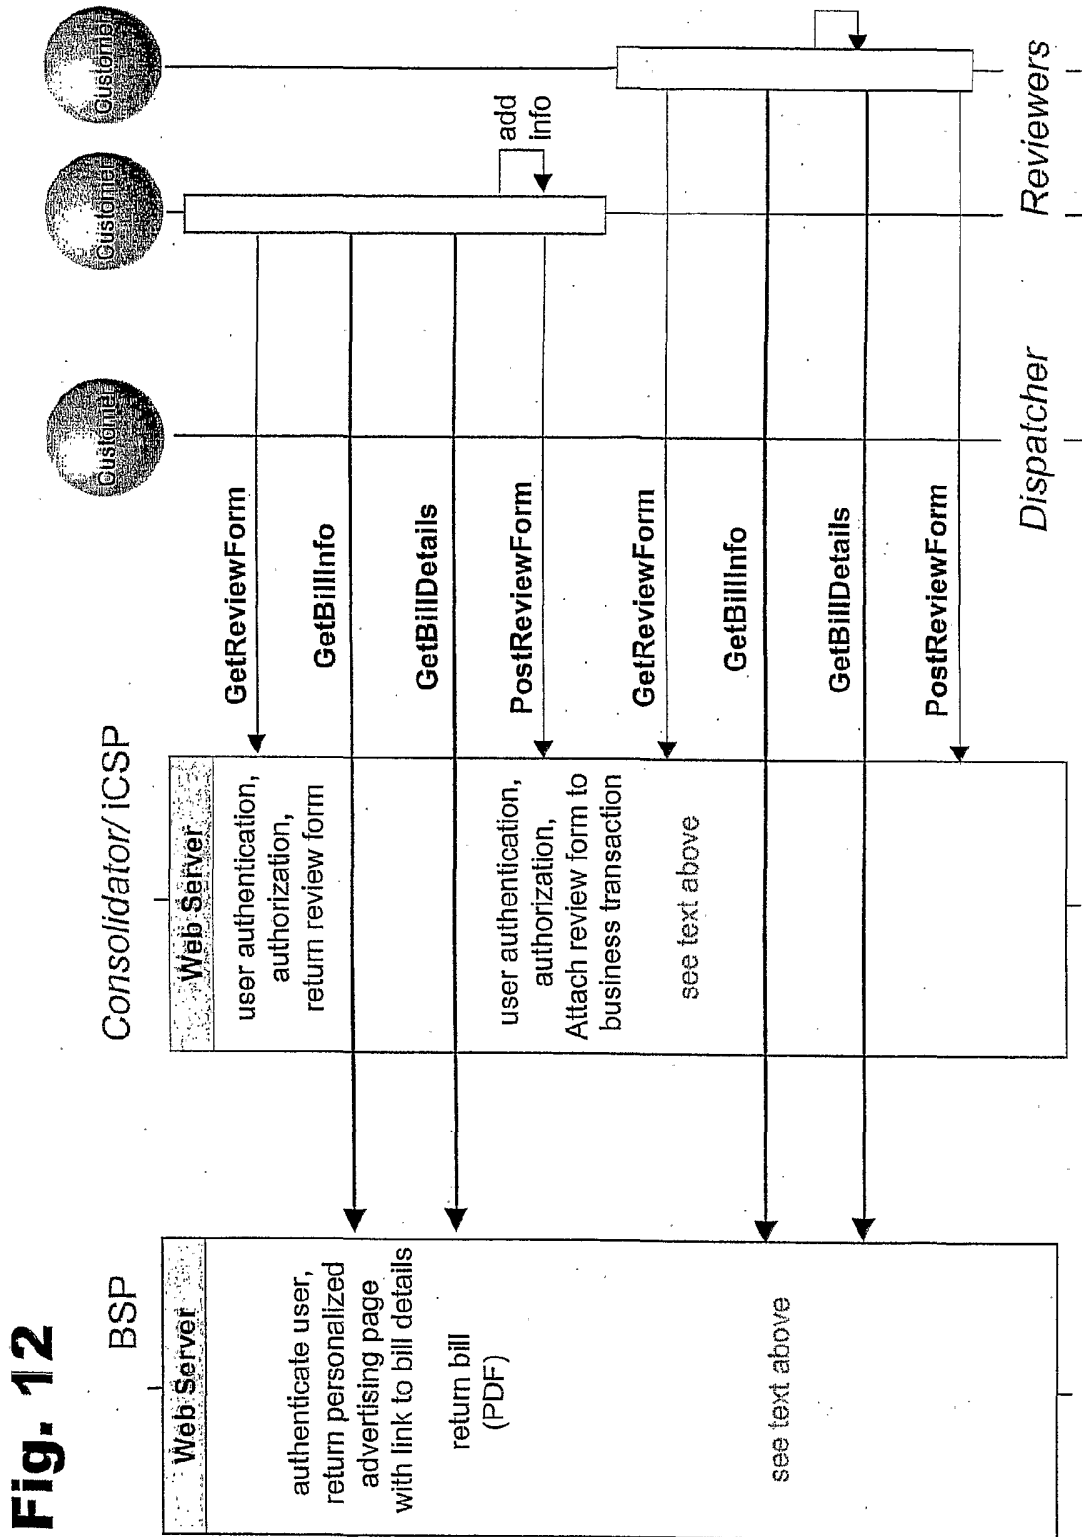 Fig. 12
BSP
Consolidator/ iCSP
Customer
Customer
Customer
Web Server
Web Server
authenticate user,
return personalized
advertising page
with link to bill details
return bill
(PDF)
see text above
user authentication,
authorization,
return review form
user authentication,
authorization,
Attach review form to
business transaction
see text above
GetReviewForm
GetBillInfo
GetBillDetails
PostReviewForm
GetReviewForm
GetBillInfo
GetBillDetails
PostReviewForm
add
info
Dispatcher
Reviewers